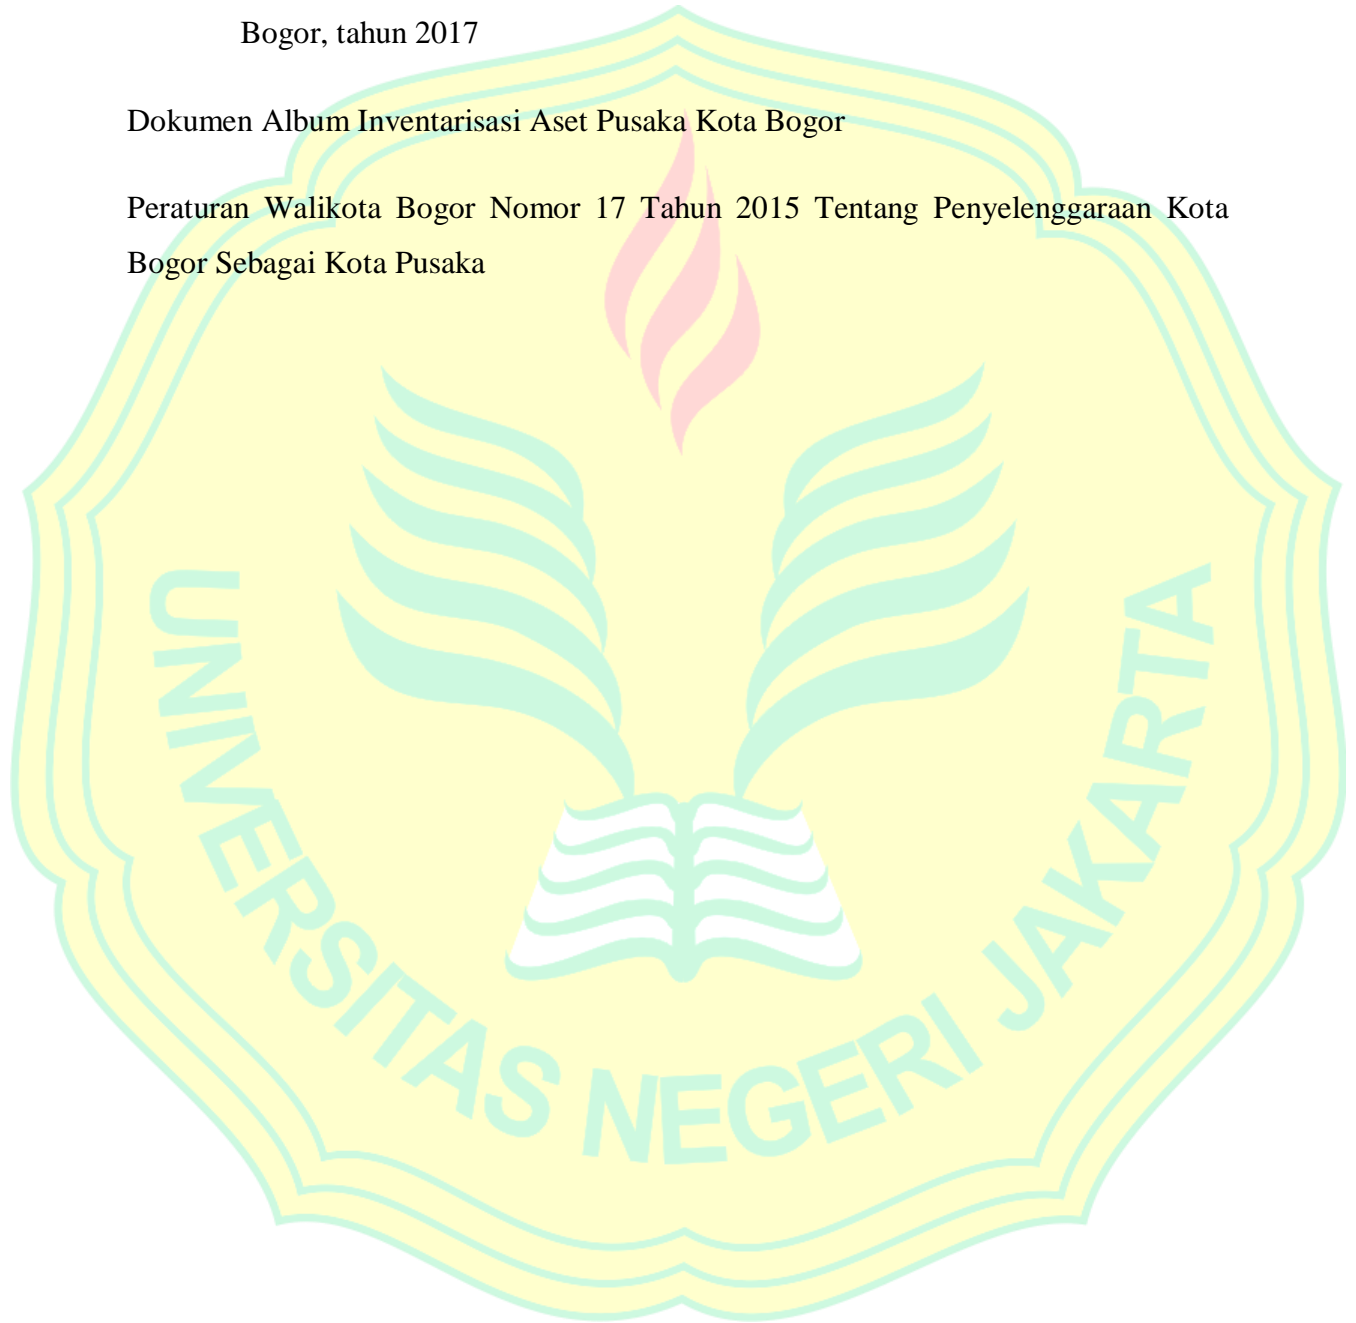 Bogor, tahun 2017
Dokumen Album Inventarisasi Aset Pusaka Kota Bogor
Peraturan Walikota Bogor Nomor 17 Tahun 2015 Tentang Penyelenggaraan Kota
Bogor Sebagai Kota Pusaka
UNIVERSITAS NEGERI JAKARTA